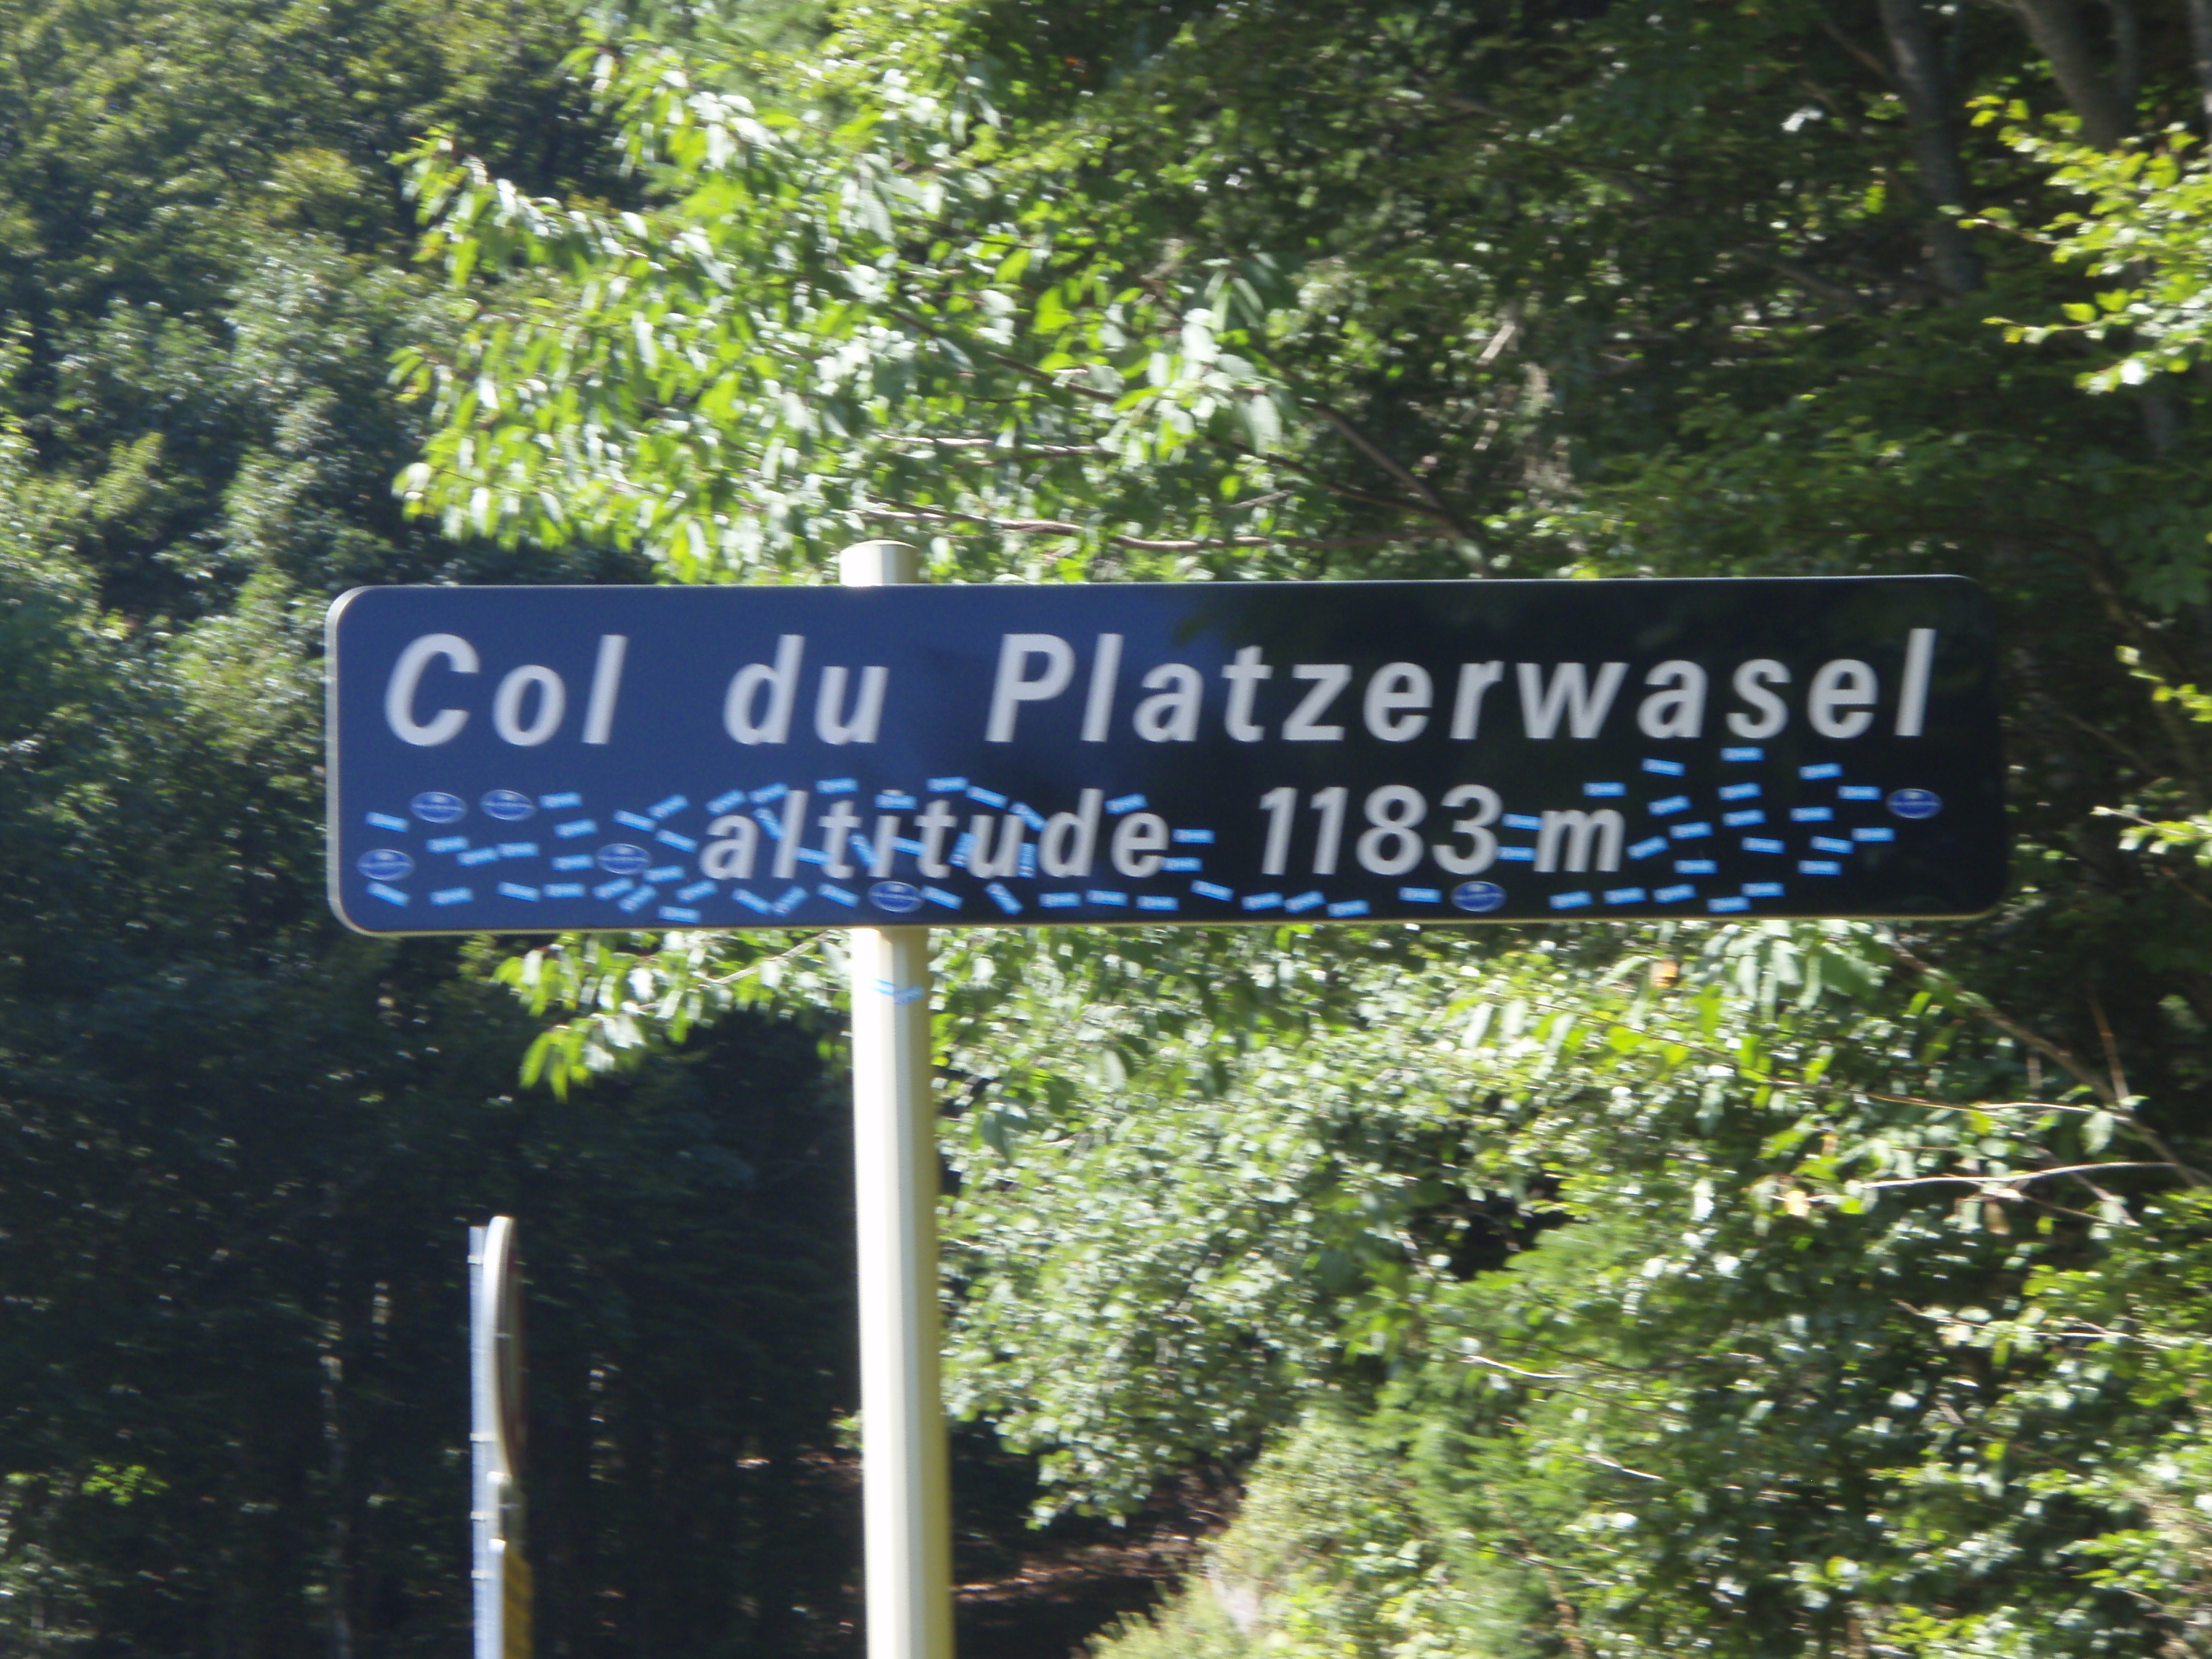 Col du Platzerwasel
altitude 1183 m